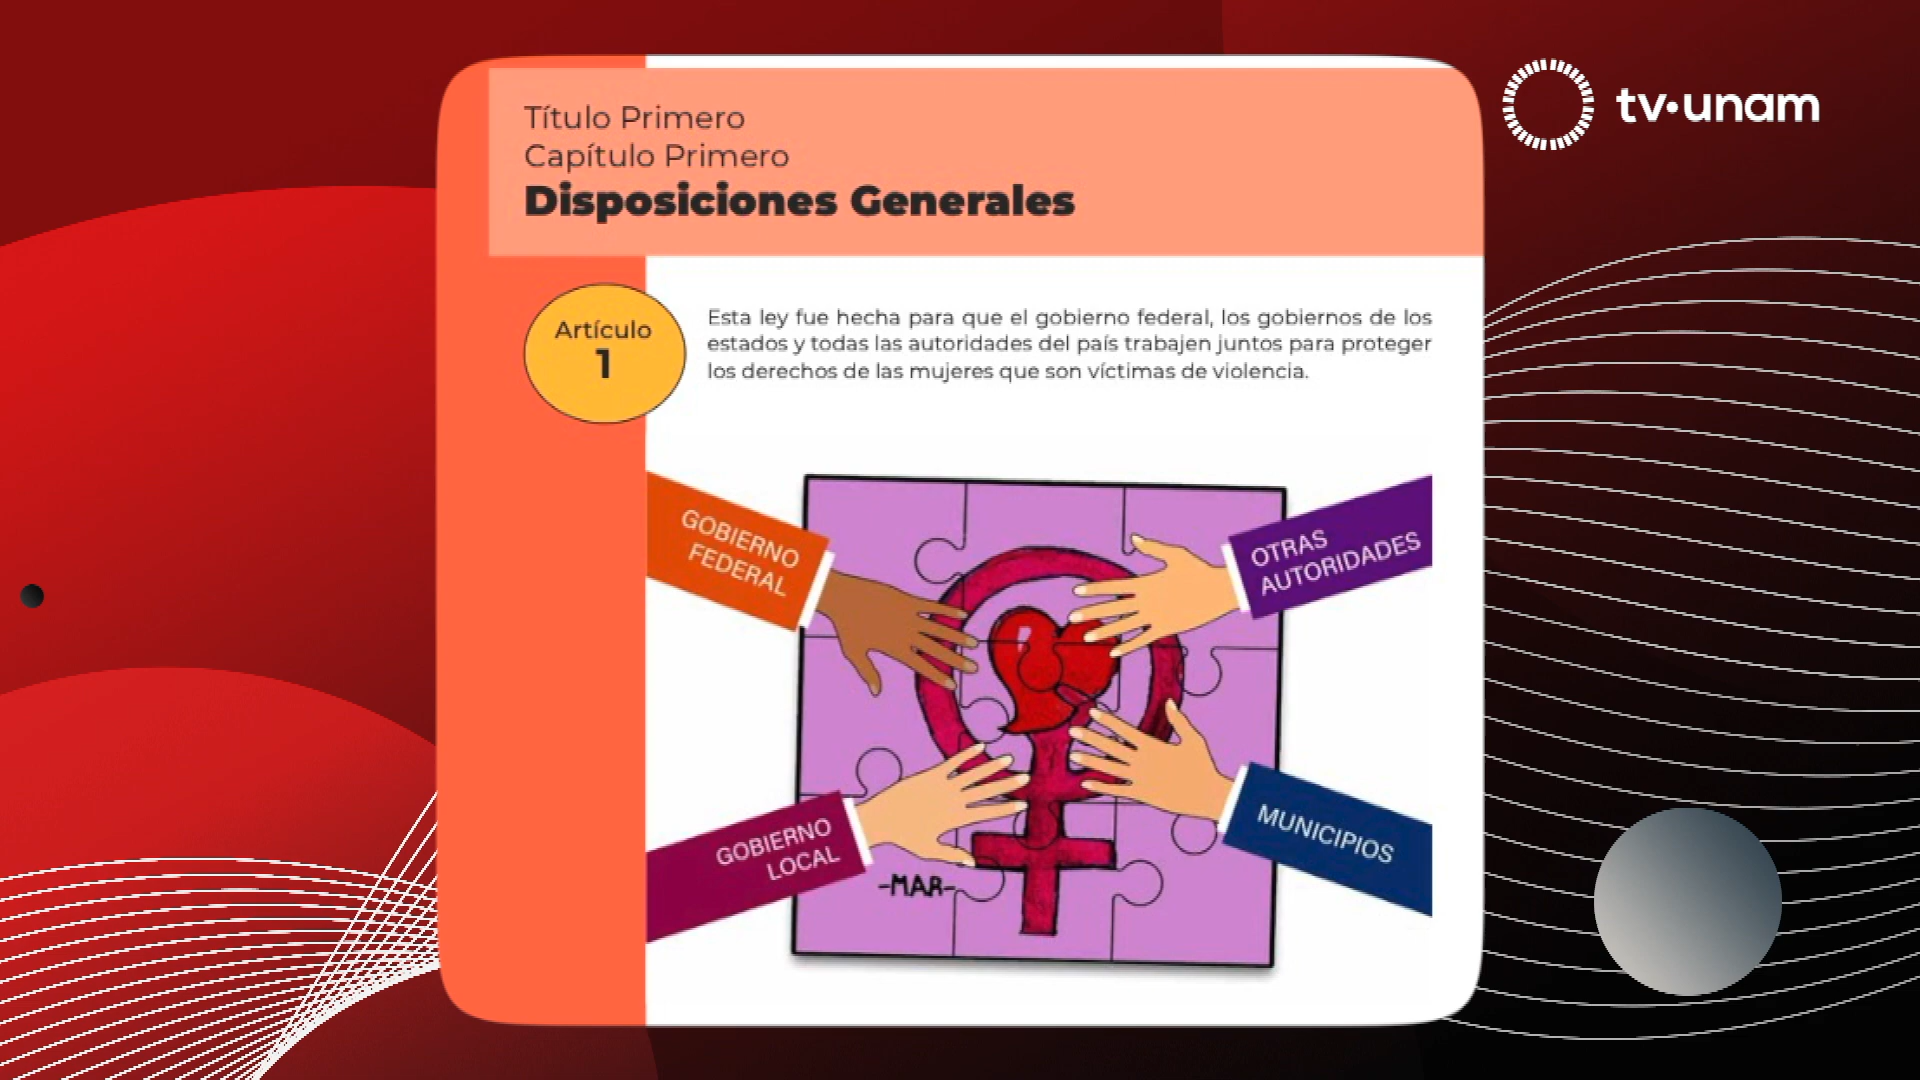 tv·unam
Título Primero
Capítulo Primero
Disposiciones Generales
Artículo
1
Esta ley fue hecha para que el gobierno federal, los gobiernos de los
estados y todas las autoridades del país trabajen juntos para proteger
los derechos de las mujeres que son víctimas de violencia.
GOBIERNO
FEDERAL
OTRAS
AUTORIDADES
GOBIERNO
LOCAL
MUNICIPIOS
-MAR-